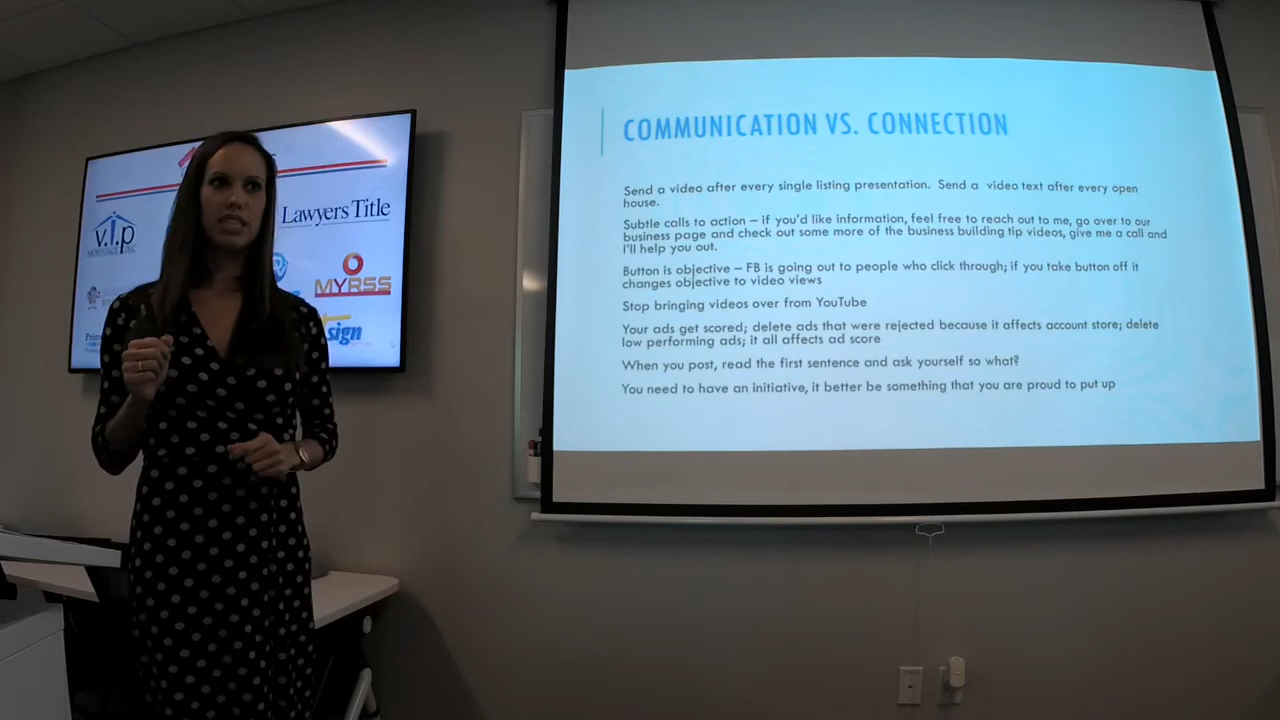 COMMUNICATION VS. CONNECTION
Send a video after every single listing presentation. Send a video text after every open
house.
Subtle calls to action – if you'd like information, feel free to reach out to me, go over to our
business page and check out some more of the business building tip videos, give me a call and
I'll help you out.
Button is objective – FB is going out to people who click through; if you take button off it
changes objective to video views
Stop bringing videos over from YouTube
Your ads get scored; delete ads that were rejected because it affects account store; delete
low performing ads; it all affects ad score
When you post, read the first sentence and ask yourself so what?
You need to have an initiative, it better be something that you are proud to put up
Lawyers Title
v.i.p
MORTGAGE INC
MYRSS
sign